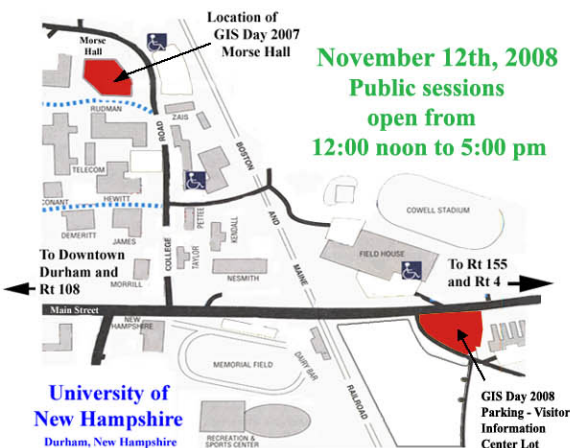 Location of
GIS Day 2007
Morse Hall
Morse
Hall
November 12th, 2008
Public sessions
open from
12:00 noon to 5:00 pm
RUDMAN
ZAIS
ROAD
TELECOM
BOSTON
CONANT
HEWITT
PETTEE
KENDALL
AND
COWELL STADIUM
DEMERITT
JAMES
COLLEGE
TAYLOR
FIELD HOUSE
To Downtown
Durham and
Rt 108
MORRILL
NESMITH
MAINE
To Rt 155
and Rt 4
Main Street
NEW
HAMPSHIRE
MEMORIAL FIELD
DAIRY BAR
RAILROAD
University of
New Hampshire
Durham, New Hampshire
RECREATION &
SPORTS CENTER
GIS Day 2008
Parking - Visitor
Information
Center Lot